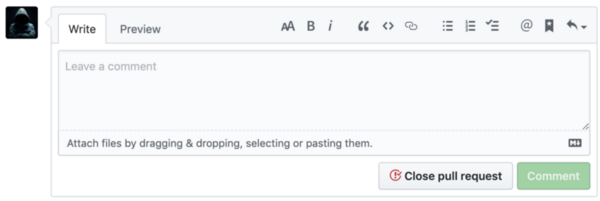 Write Preview AA B i
Leave a comment
Attach files by dragging & dropping, selecting or pasting them.
Close pull request Comment